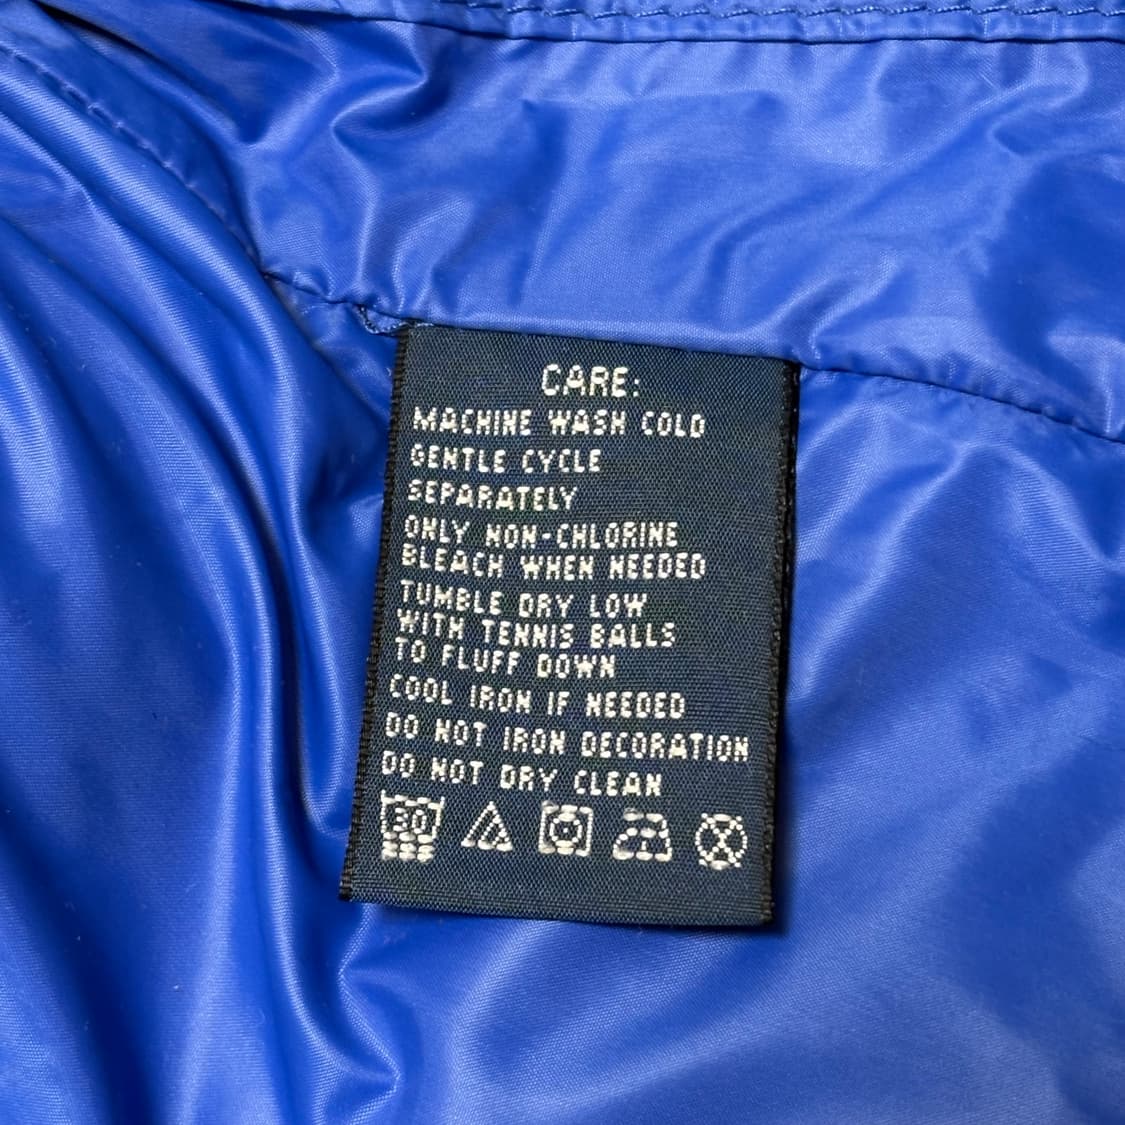 CARE:
MACHINE WASH COLD
GENTLE CYCLE
SEPARATELY
ONLY NON-CHLORINE
BLEACH WHEN NEEDED
TUMBLE DRY LOW
WITH TENNIS BALLS
TO FLUFF DOWN
COOL IRON IF NEEDED
DO NOT IRON DECORATION
DO NOT DRY CLEAN
30